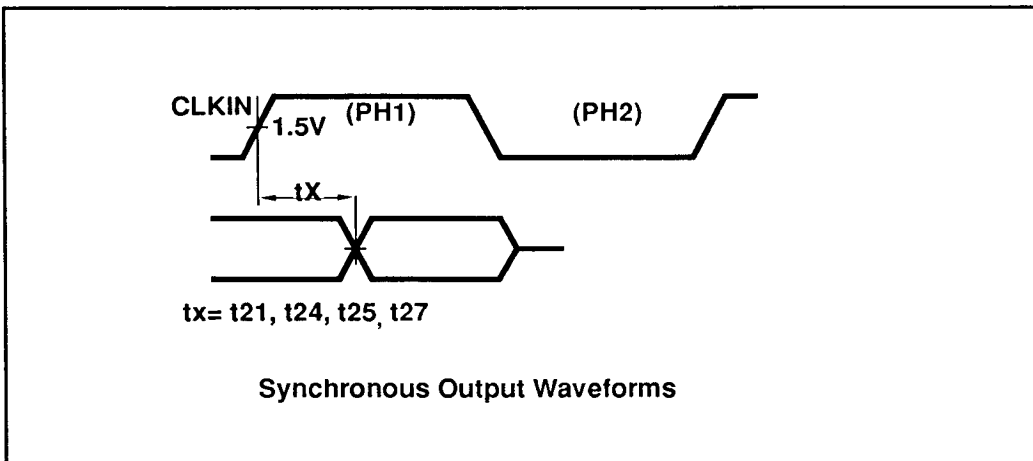 CLKIN
(PH1)
(PH2)
1.5V
tX
tx= t21, t24, t25, t27
Synchronous Output Waveforms